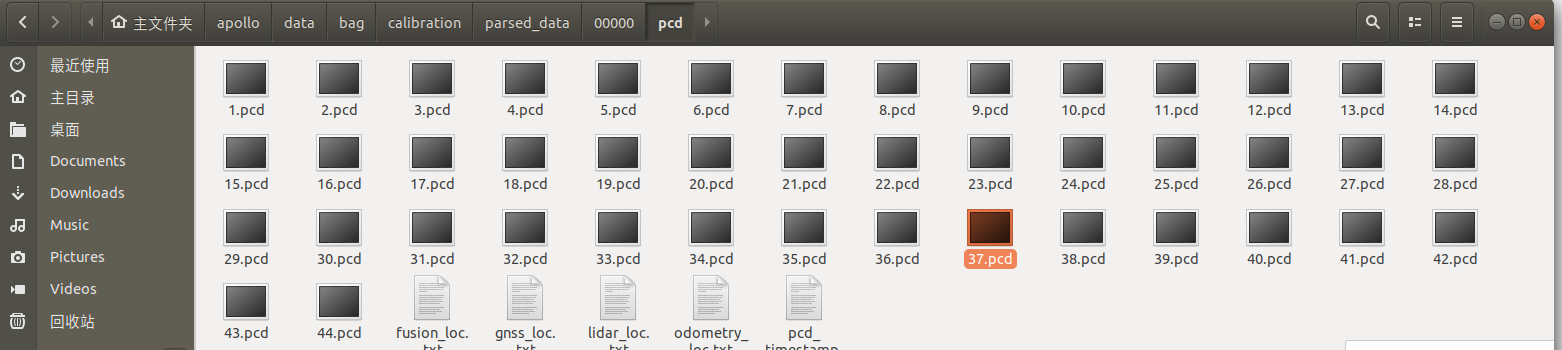 主文件夹 apollo data bag calibration parsed_data 00000 pcd
最近使用
主目录
桌面
Documents
Downloads
Music
Pictures
Videos
回收站
1.pcd 2.pcd 3.pcd 4.pcd 5.pcd 6.pcd 7.pcd 8.pcd 9.pcd 10.pcd 11.pcd 12.pcd 13.pcd 14.pcd
15.pcd 16.pcd 17.pcd 18.pcd 19.pcd 20.pcd 21.pcd 22.pcd 23.pcd 24.pcd 25.pcd 26.pcd 27.pcd 28.pcd
29.pcd 30.pcd 31.pcd 32.pcd 33.pcd 34.pcd 35.pcd 36.pcd 37.pcd 38.pcd 39.pcd 40.pcd 41.pcd 42.pcd
43.pcd 44.pcd fusion_loc. gnss_loc. lidar_loc. odometry_ pcd_
txt txt txt loc.txt timestamp